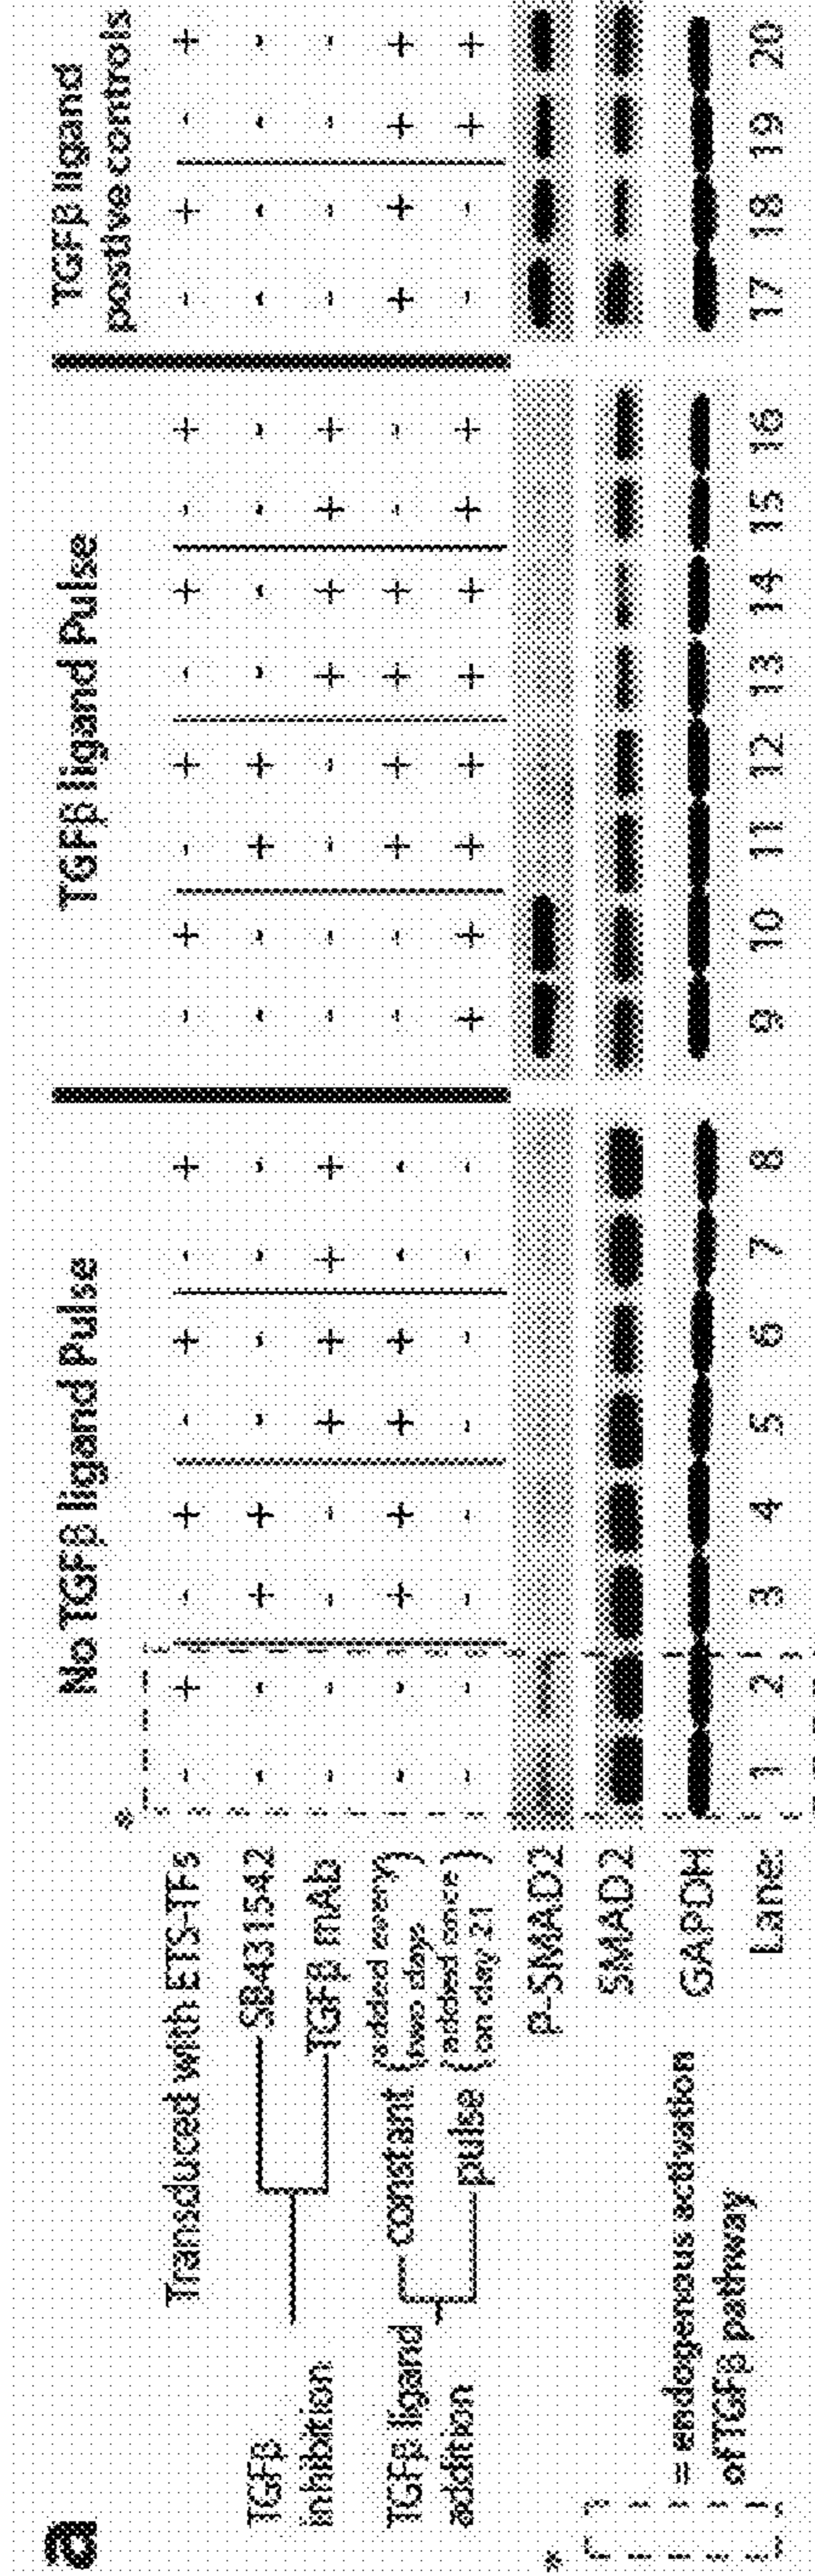 a
No TGFβ ligand Pulse TGFβ ligand Pulse TGFβ ligand
postive controls
*
Transduced with ETS-TFs - + - + - + - + - + - + - + - + - + - +
TGFβ inhibition SB431542 - - + + - - - - - - + + - - - - - - - -
TGFβ mAb - - - - + + + + - - - - + + + + - - - -
TGFβ ligand addition constant {added every two days} - - + + + + - - - - + + + + - - + + + +
pulse {added once on day 21} - - - - - - - - + + + + + + + + - - + +
p-SMAD2
SMAD2
GAPDH
Lane: 1 2 3 4 5 6 7 8 9 10 11 12 13 14 15 16 17 18 19 20
* = endogenous activation
of TGFβ pathway